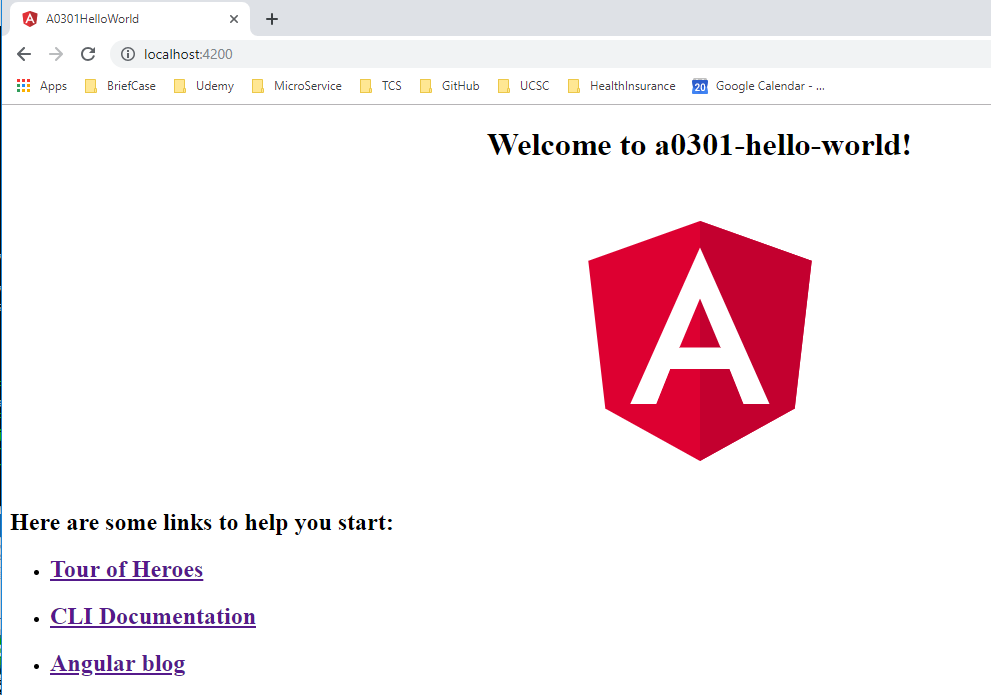 A0301HelloWorld
localhost:4200
Apps BriefCase Udemy MicroService TCS GitHub UCSC HealthInsurance 20 Google Calendar - ...
Welcome to a0301-hello-world!
A
Here are some links to help you start:
Tour of Heroes
CLI Documentation
Angular blog